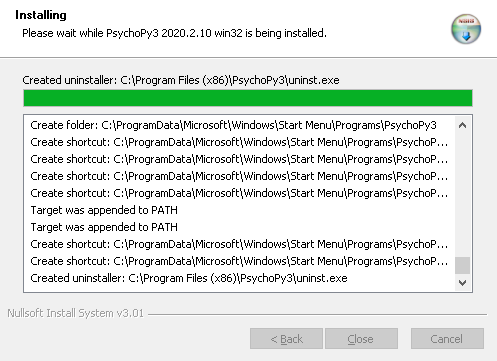 Installing
Please wait while PsychoPy3 2020.2.10 win32 is being installed.
Created uninstaller: C:\Program Files (x86)\PsychoPy3\uninst.exe
Create folder: C:\ProgramData\Microsoft\Windows\Start Menu\Programs\PsychoPy3
Create shortcut: C:\ProgramData\Microsoft\Windows\Start Menu\Programs\PsychoP...
Create shortcut: C:\ProgramData\Microsoft\Windows\Start Menu\Programs\PsychoP...
Create shortcut: C:\ProgramData\Microsoft\Windows\Start Menu\Programs\PsychoP...
Create shortcut: C:\ProgramData\Microsoft\Windows\Start Menu\Programs\PsychoP...
Target was appended to PATH
Target was appended to PATH
Create shortcut: C:\ProgramData\Microsoft\Windows\Start Menu\Programs\PsychoP...
Create shortcut: C:\ProgramData\Microsoft\Windows\Start Menu\Programs\PsychoP...
Created uninstaller: C:\Program Files (x86)\PsychoPy3\uninst.exe
Nullsoft Install System v3.01
< Back Close Cancel